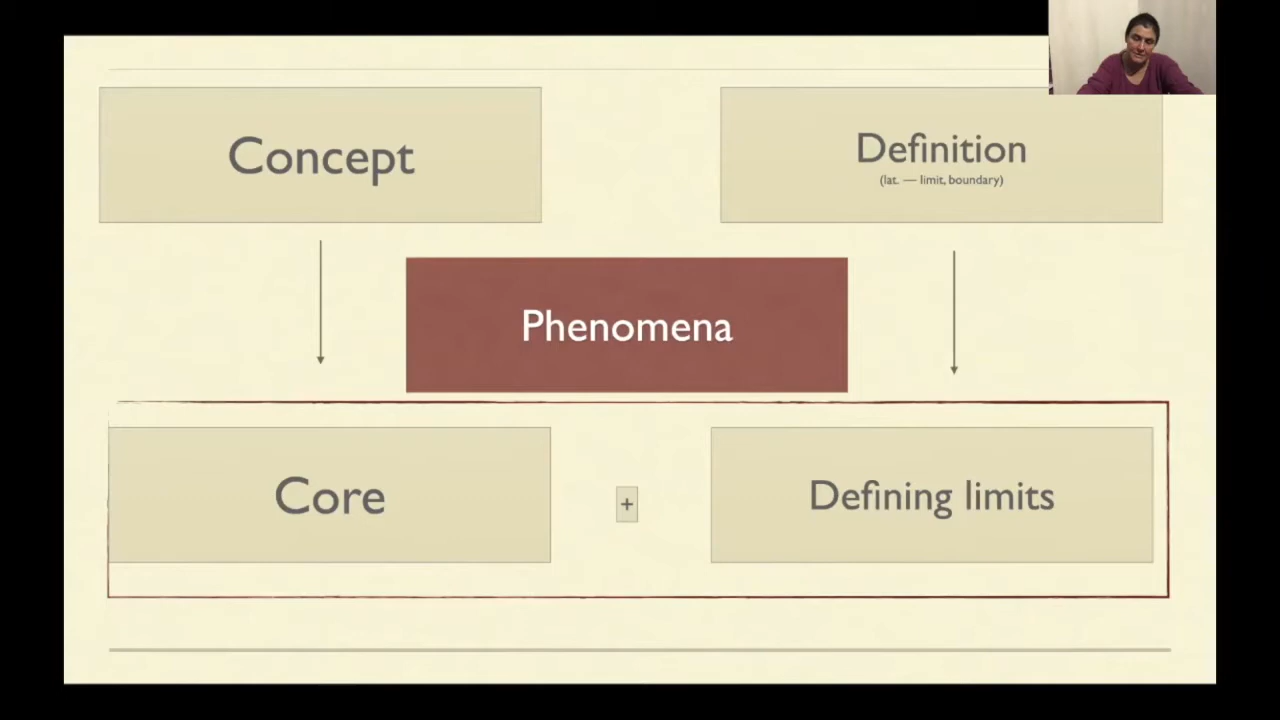 Concept
Definition
(lat. — limit, boundary)
Phenomena
Core
+
Defining limits